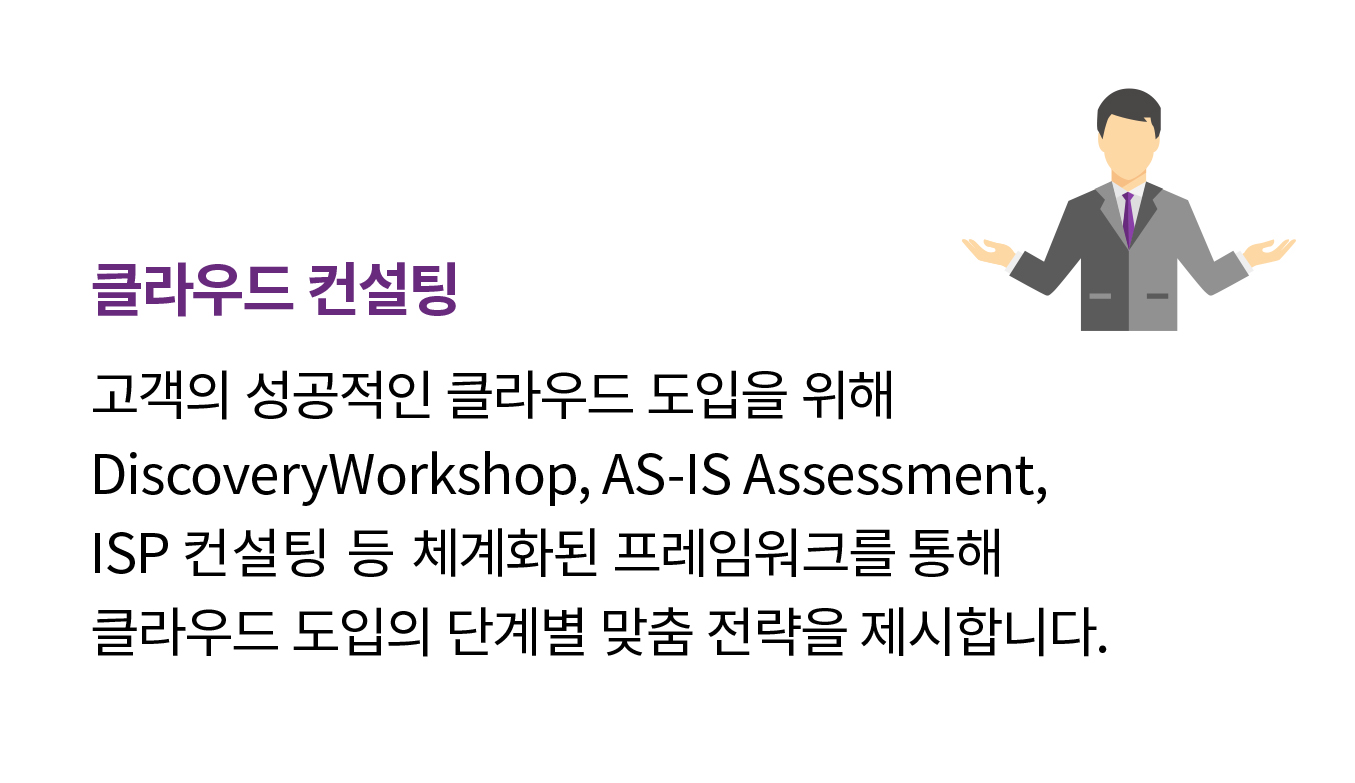 클라우드 컨설팅
고객의 성공적인 클라우드 도입을 위해
DiscoveryWorkshop, AS-IS Assessment,
ISP 컨설팅 등 체계화된 프레임워크를 통해
클라우드 도입의 단계별 맞춤 전략을 제시합니다.